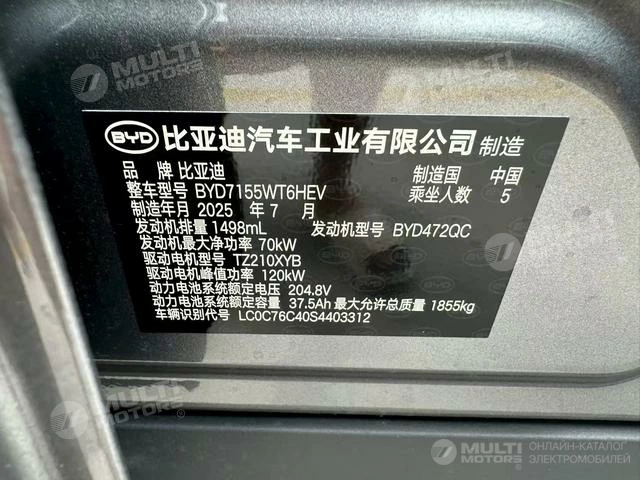 MULTI MOTORS
MULTI MOTORS
BYD 比亚迪汽车工业有限公司 制造
品 牌 比亚迪 制造国 中国
整车型号 BYD7155WT6HEV 乘坐人数 5
制造年月 2025 年 7 月
发动机排量 1498mL 发动机型号 BYD472QC
发动机最大净功率 70kW
驱动电机型号 TZ210XYB
驱动电机峰值功率 120kW
动力电池系统额定电压 204.8V
动力电池系统额定容量 37.5Ah 最大允许总质量 1855kg
车辆识别代号 LC0C76C40S4403312
MULTI MOTORS
MULTI MOTORS
MULTI MOTORS ОНЛАЙН-КАТАЛОГ ЭЛЕКТРОМОБИЛЕЙ